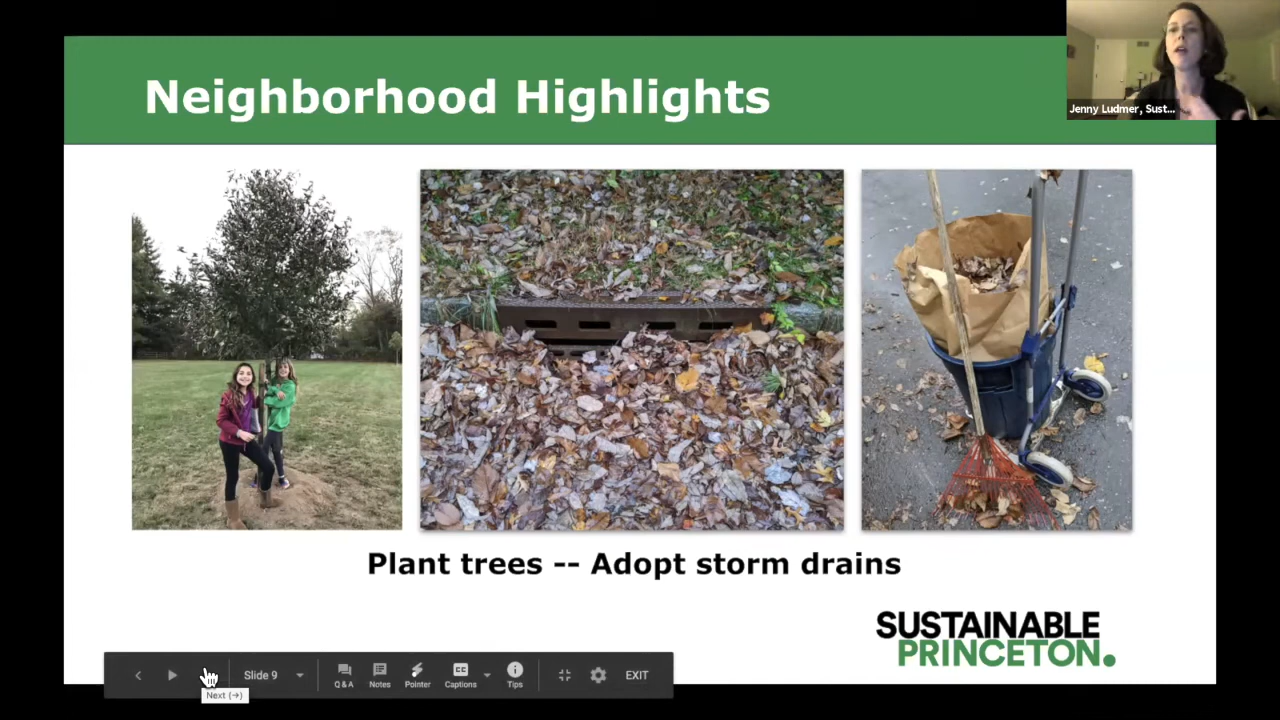 Neighborhood Highlights
Jenny Ludmer, Sust...
Plant trees -- Adopt storm drains
SUSTAINABLE
PRINCETON.
Slide 9
Q & A
Notes
Pointer
CC
Captions
Tips
EXIT
Next (→)